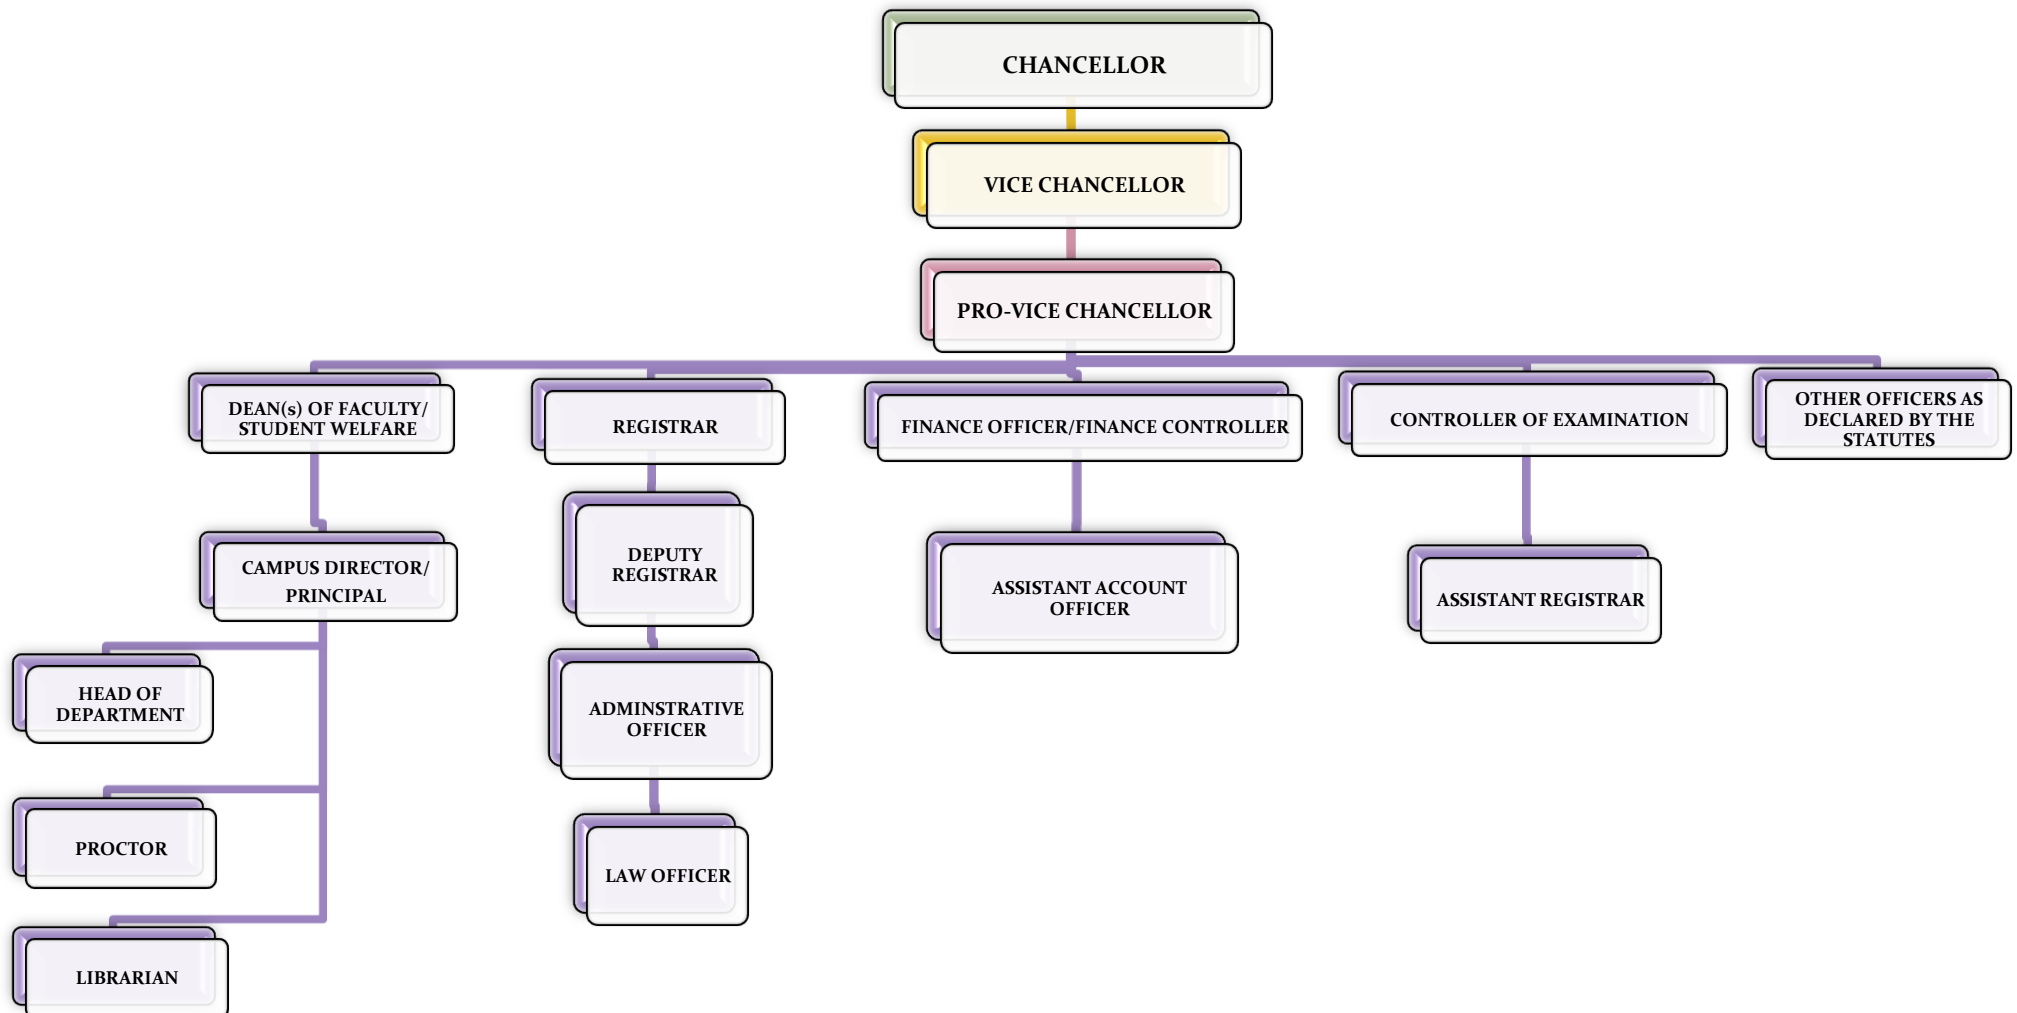 CHANCELLOR
VICE CHANCELLOR
PRO-VICE CHANCELLOR
DEAN(s) OF FACULTY/
STUDENT WELFARE
REGISTRAR
FINANCE OFFICER/FINANCE CONTROLLER
CONTROLLER OF EXAMINATION
OTHER OFFICERS AS
DECLARED BY THE
STATUTES
CAMPUS DIRECTOR/
PRINCIPAL
DEPUTY
REGISTRAR
ASSISTANT ACCOUNT
OFFICER
ASSISTANT REGISTRAR
HEAD OF
DEPARTMENT
ADMINSTRATIVE
OFFICER
PROCTOR
LAW OFFICER
LIBRARIAN